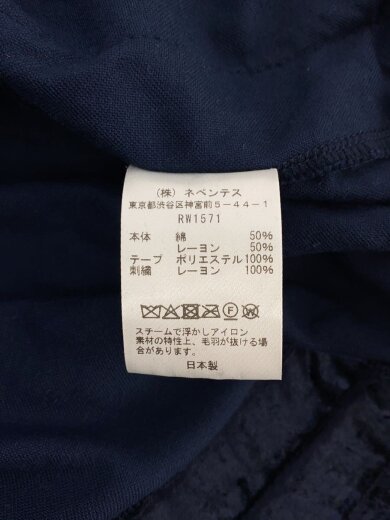 (株) ネペンテス
東京都渋谷区神宮前5－44－1
RW1571
本体 綿 50%
レーヨン 50%
テープ ポリエステル100%
刺繍 レーヨン 100%
スチームで浮かしアイロン
素材の特性上、毛羽が抜ける場
合があります。
日本製